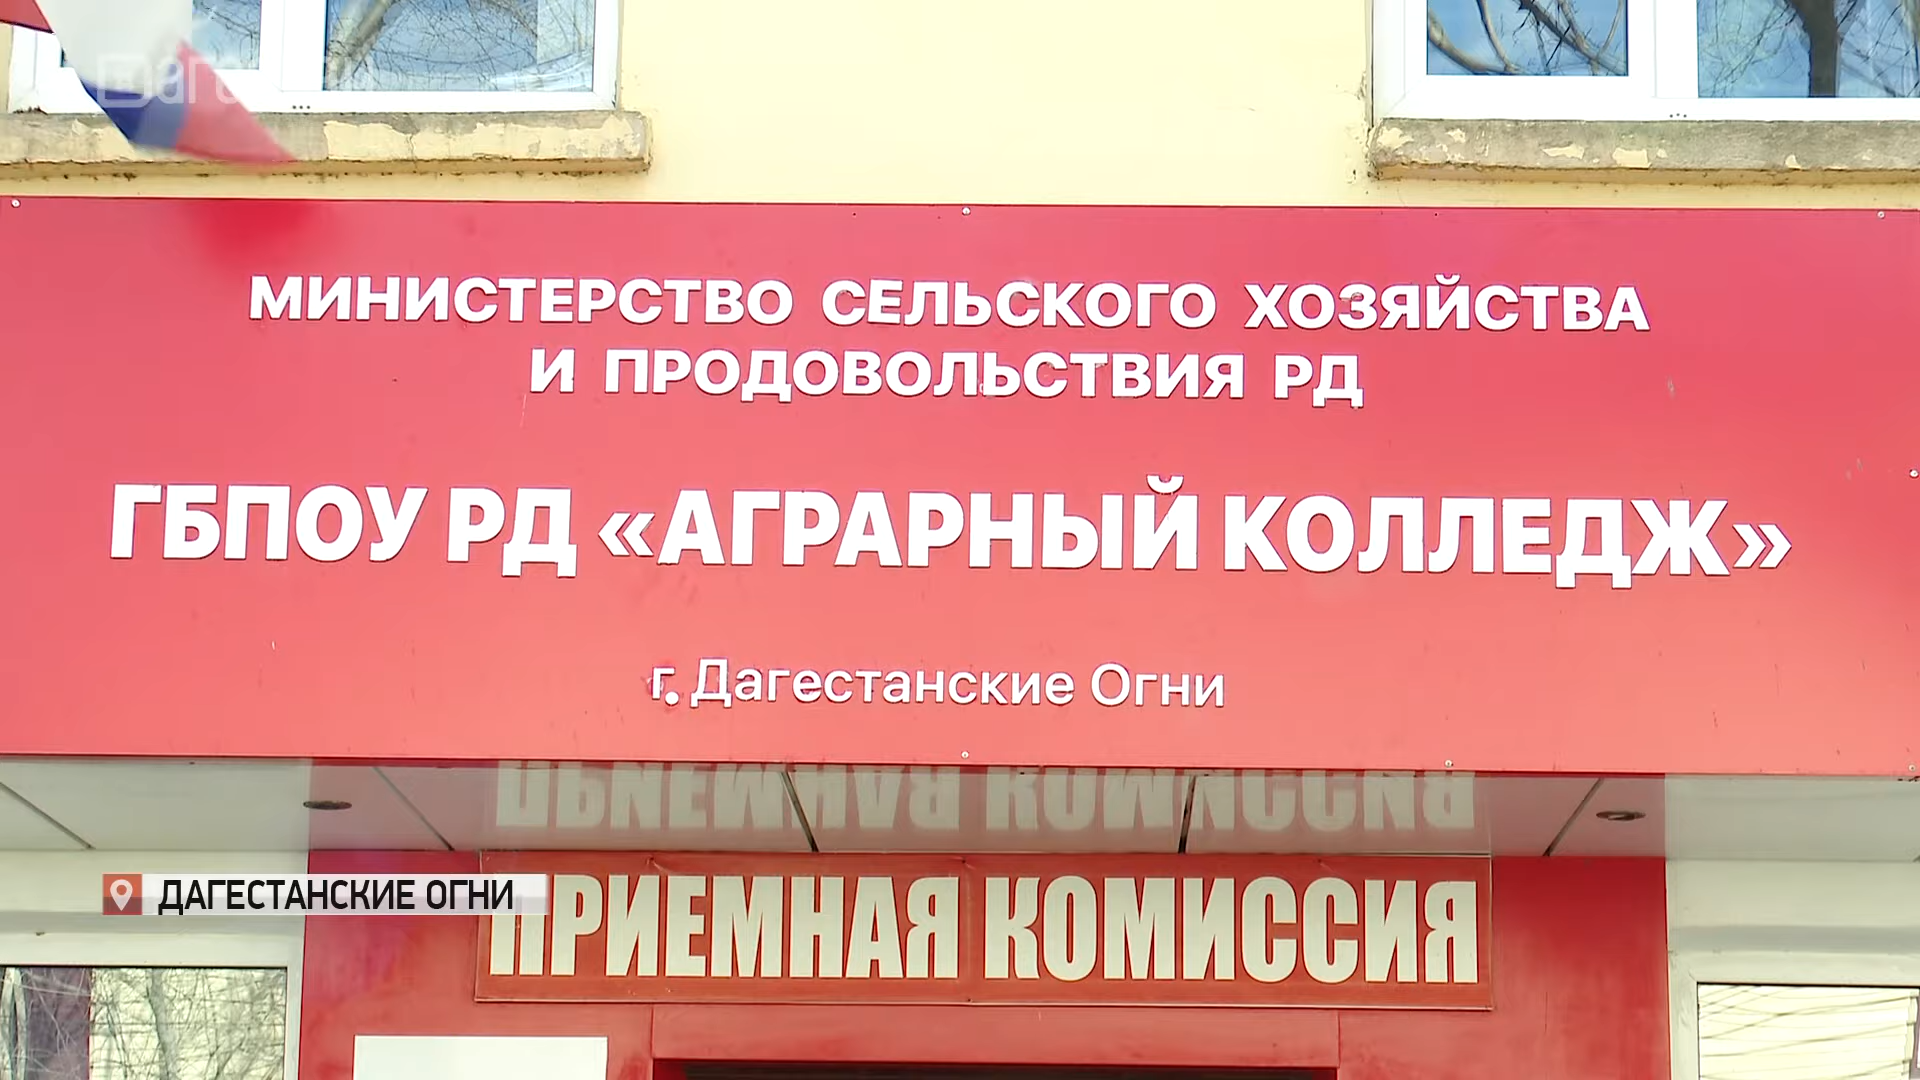 МИНИСТЕРСТВО СЕЛЬСКОГО ХОЗЯЙСТВА
И ПРОДОВОЛЬСТВИЯ РД
ГБПОУ РД «АГРАРНЫЙ КОЛЛЕДЖ»
г. Дагестанские Огни
ДАГЕСТАНСКИЕ ОГНИ
ПРИЕМНАЯ КОМИССИЯ